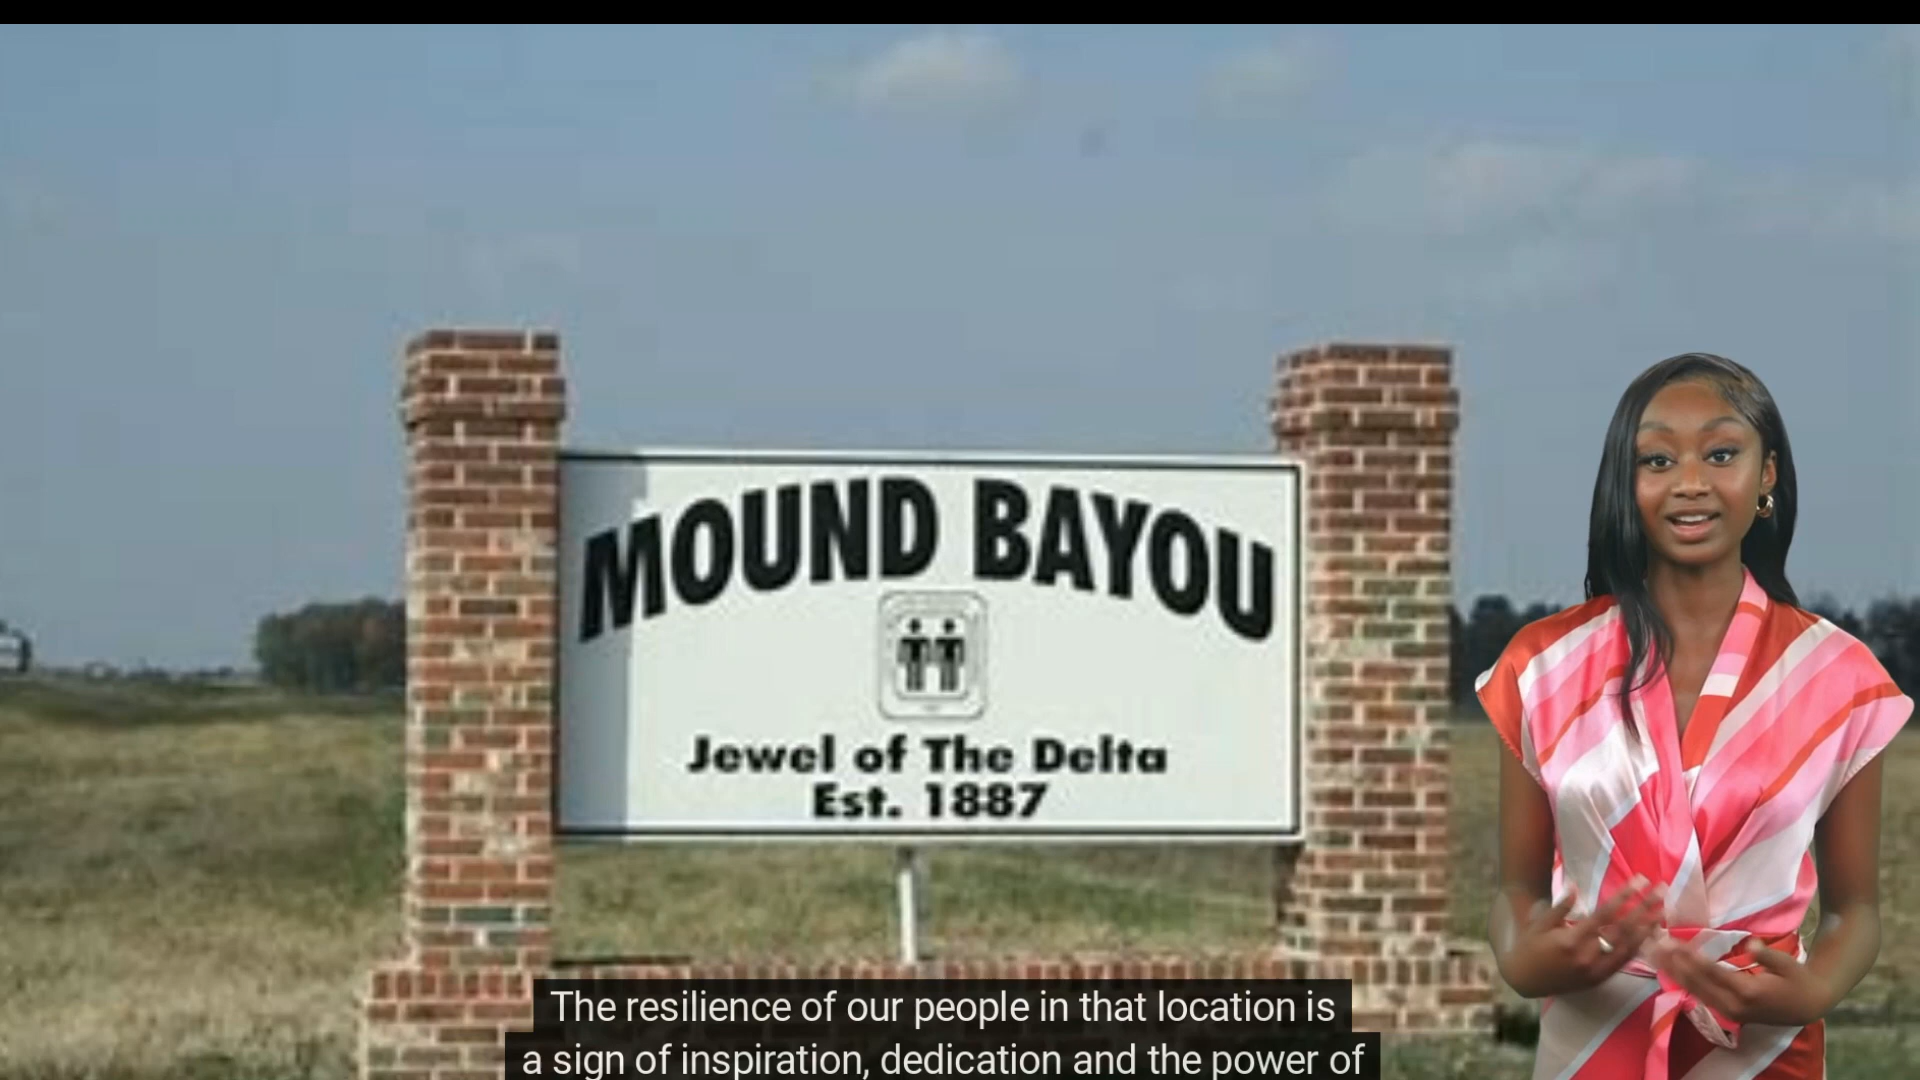 MOUND BAYOU
Jewel of The Delta
Est. 1887
The resilience of our people in that location is
a sign of inspiration, dedication and the power of